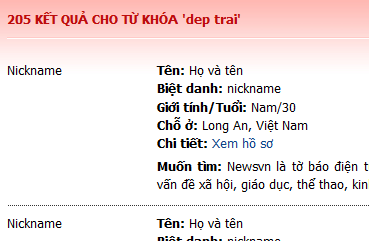 205 KẾT QUẢ CHO TỪ KHÓA 'dep trai'
Nickname
Tên: Họ và tên
Biệt danh: nickname
Giới tính/Tuổi: Nam/30
Chỗ ở: Long An, Việt Nam
Chi tiết: Xem hồ sơ
Muốn tìm: Newsvn là tờ báo điện t
vấn đề xã hội, giáo dục, thể thao, kin
Nickname
Tên: Họ và tên
Biệt danh: nickname